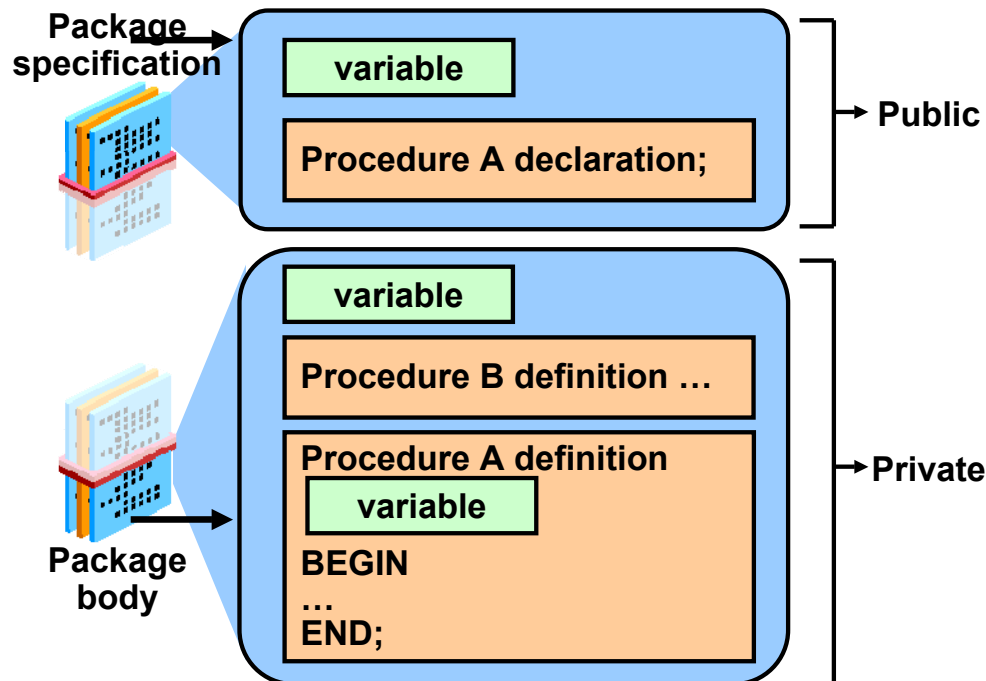 Package
specification
variable
Procedure A declaration;
Public
variable
Procedure B definition …
Procedure A definition
variable
BEGIN
…
END;
Private
Package
body